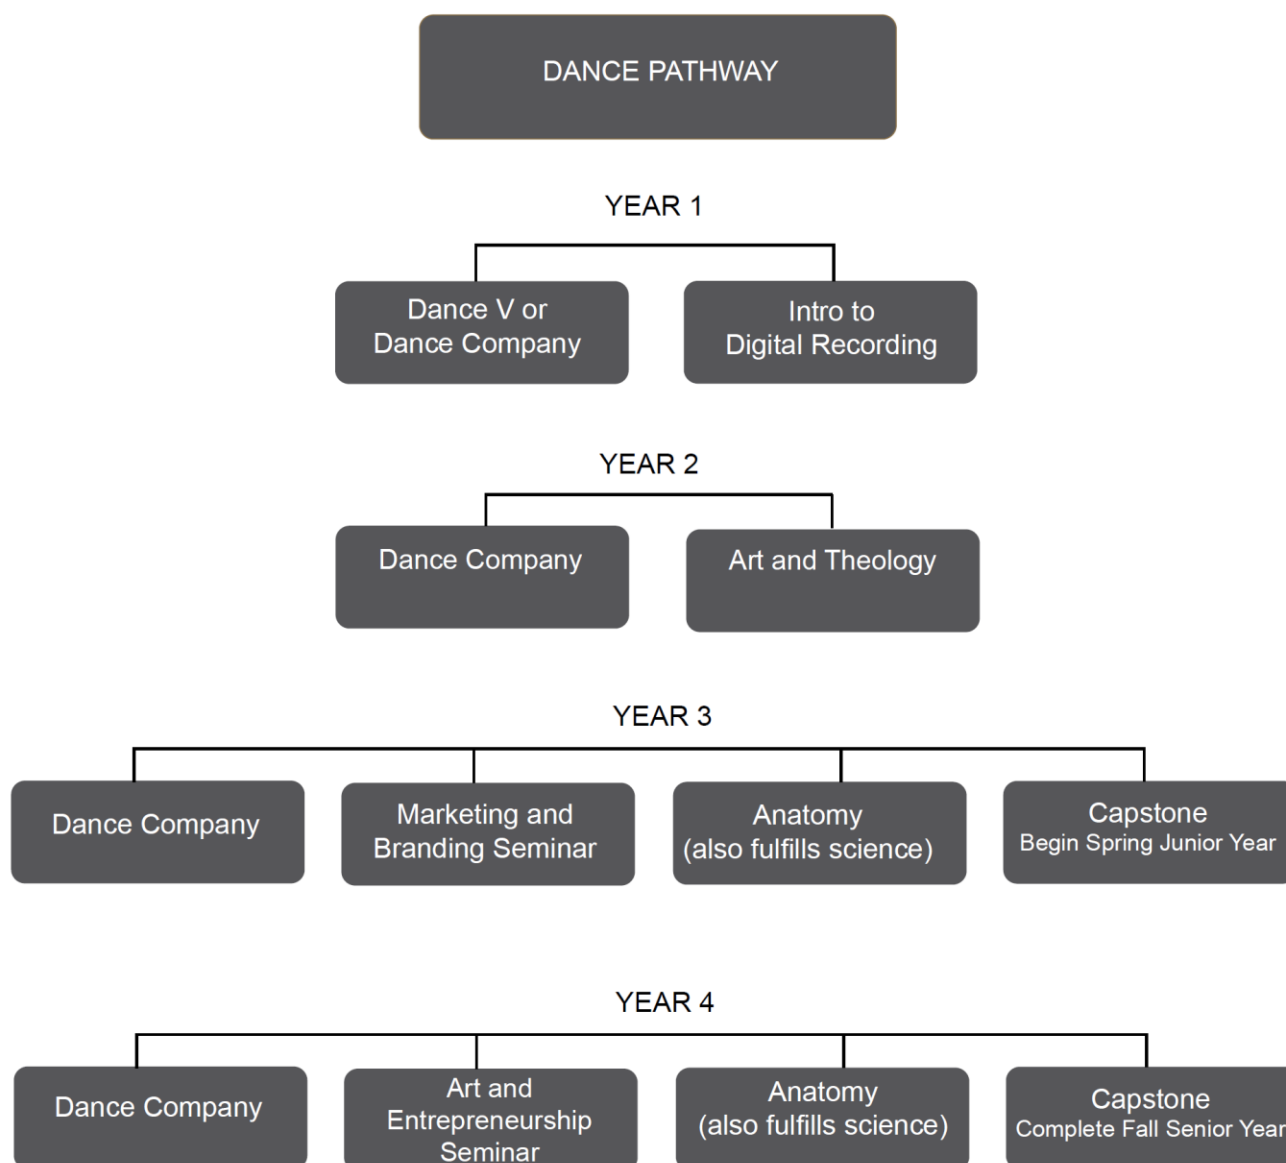 DANCE PATHWAY
YEAR 1
Dance V or
Dance Company
Intro to
Digital Recording
YEAR 2
Dance Company
Art and Theology
YEAR 3
Dance Company
Marketing and
Branding Seminar
Anatomy
(also fulfills science)
Capstone
Begin Spring Junior Year
YEAR 4
Dance Company
Art and
Entrepreneurship
Seminar
Anatomy
(also fulfills science)
Capstone
Complete Fall Senior Year